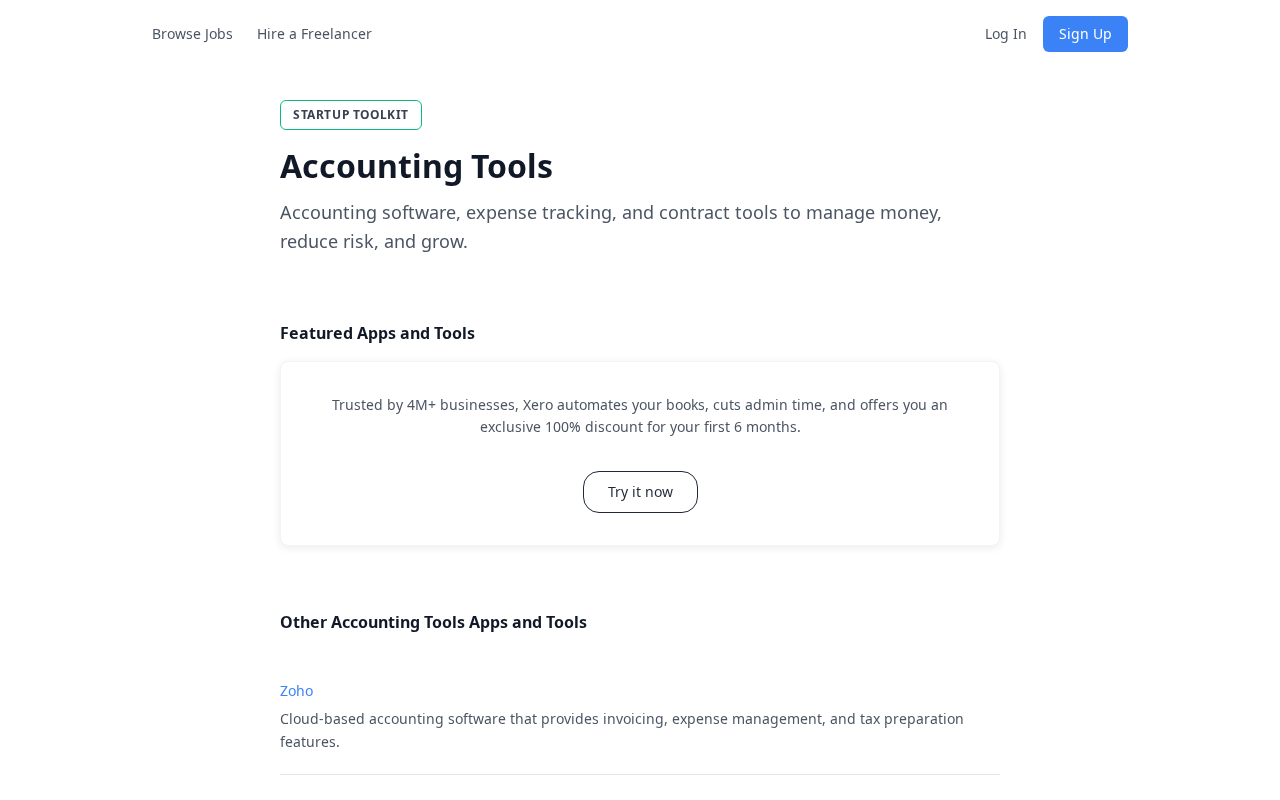 Browse Jobs
Hire a Freelancer
Log In
Sign Up
STARTUP TOOLKIT
Accounting Tools
Accounting software, expense tracking, and contract tools to manage money,
reduce risk, and grow.
Featured Apps and Tools
Trusted by 4M+ businesses, Xero automates your books, cuts admin time, and offers you an
exclusive 100% discount for your first 6 months.
Try it now
Other Accounting Tools Apps and Tools
Zoho
Cloud-based accounting software that provides invoicing, expense management, and tax preparation
features.